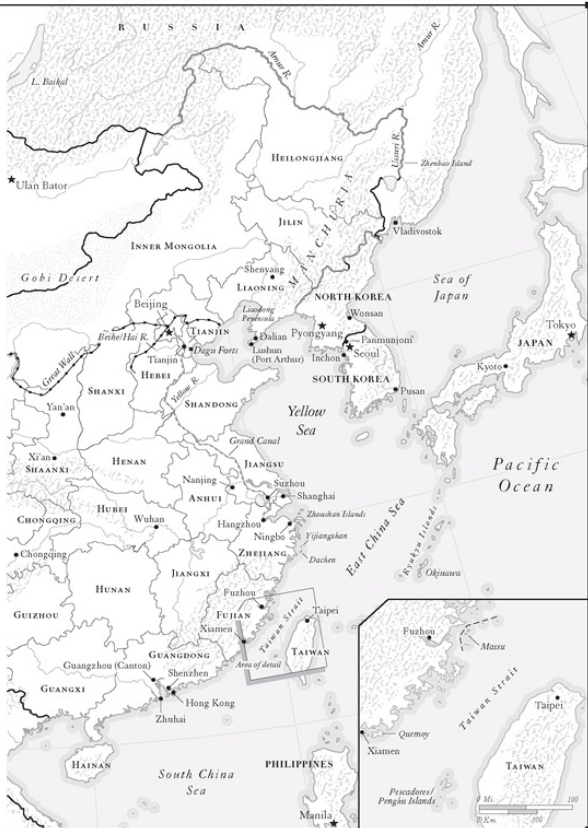 R U S S I A
Amur R.
Amur R.
L. Baikal
Ussuri R.
HEILONGJIANG
Zhenbao Island
Ulan Bator
MANCHURIA
JILIN
Vladivostok
INNER MONGOLIA
Gobi Desert
Shenyang
LIAONING
Sea of
Japan
Liaodong
Peninsula
NORTH KOREA
Wonsan
Beijing
Beihe/Hai R.
TIANJIN
Dagu Forts
Tianjin
Dalian
Lushun
(Port Arthur)
Pyongyang
Panmunjom
Inchon
Seoul
Tokyo
JAPAN
Kyoto
Great Wall
HEBEI
SHANXI
Yellow R.
SOUTH KOREA
Pusan
Yan'an
SHANDONG
Yellow
Sea
Grand Canal
Xi'an
SHAANXI
HENAN
JIANGSU
Pacific
Ocean
Nanjing
Suzhou
Shanghai
ANHUI
HUBEI
CHONGQING
Wuhan
Hangzhou
Zhoushan Islands
Ningbo
Yijiangshan
East China Sea
Ryukyu Islands
ZHEJIANG
Dachen
Chongqing
JIANGXI
Okinawa
HUNAN
GUIZHOU
Fuzhou
FUJIAN
Taiwan Strait
Taipei
Xiamen
TAIWAN
GUANGDONG
Area of detail
Guangzhou (Canton)
Shenzhen
GUANGXI
Hong Kong
Zhuhai
HAINAN
PHILIPPINES
South China
Sea
Manila
Fuzhou
Matsu
Taiwan Strait
Taipei
Quemoy
Xiamen
TAIWAN
Pescadores/
Penghu Islands
0 Mi. 100
0 Km. 100